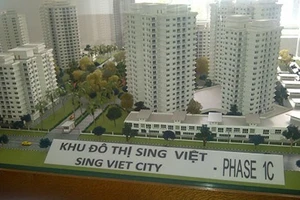 KHU ĐÔ THỊ SING VIỆT
SING VIET CITY - PHASE 1C